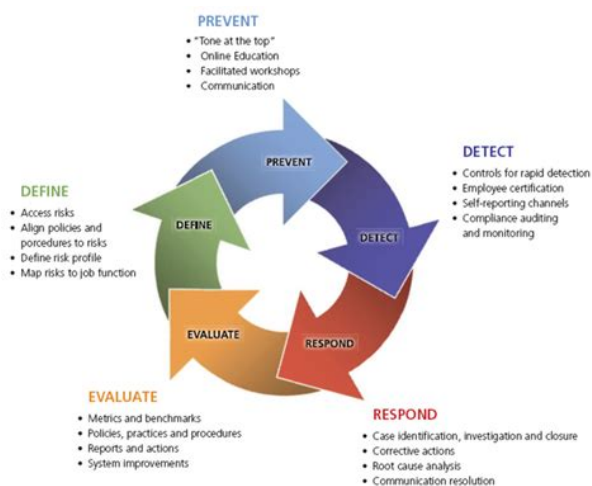 PREVENT
• "Tone at the top"
• Online Education
• Facilitated workshops
• Communication
PREVENT
DETECT
• Controls for rapid detection
• Employee certification
• Self-reporting channels
• Compliance auditing
and monitoring
DETECT
DEFINE
• Access risks
• Align policies and
porcedures to risks
• Define risk profile
• Map risks to job function
DEFINE
EVALUATE
RESPOND
EVALUATE
• Metrics and benchmarks
• Policies, practices and procedures
• Reports and actions
• System improvements
RESPOND
• Case identification, investigation and closure
• Corrective actions
• Root cause analysis
• Communication resolution